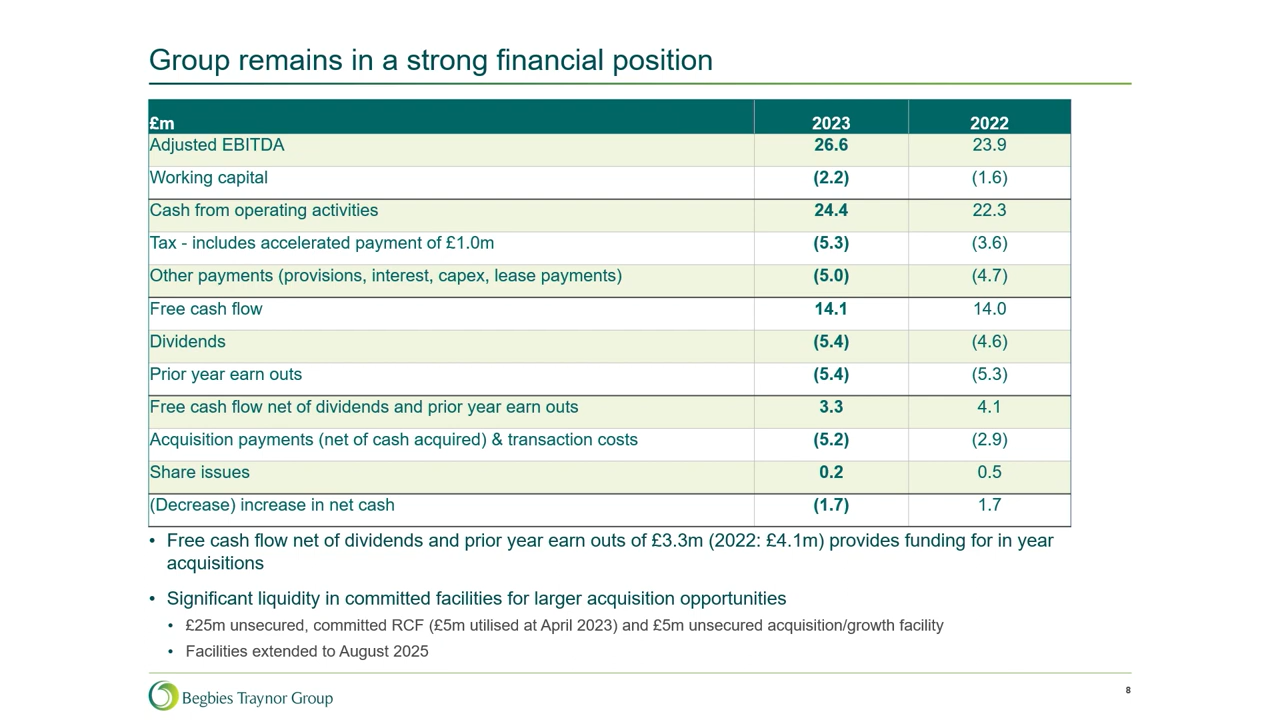 Group remains in a strong financial position
£m 2023 2022
Adjusted EBITDA 26.6 23.9
Working capital (2.2) (1.6)
Cash from operating activities 24.4 22.3
Tax - includes accelerated payment of £1.0m (5.3) (3.6)
Other payments (provisions, interest, capex, lease payments) (5.0) (4.7)
Free cash flow 14.1 14.0
Dividends (5.4) (4.6)
Prior year earn outs (5.4) (5.3)
Free cash flow net of dividends and prior year earn outs 3.3 4.1
Acquisition payments (net of cash acquired) & transaction costs (5.2) (2.9)
Share issues 0.2 0.5
(Decrease) increase in net cash (1.7) 1.7
• Free cash flow net of dividends and prior year earn outs of £3.3m (2022: £4.1m) provides funding for in year
acquisitions
• Significant liquidity in committed facilities for larger acquisition opportunities
• £25m unsecured, committed RCF (£5m utilised at April 2023) and £5m unsecured acquisition/growth facility
• Facilities extended to August 2025
Begbies Traynor Group
8